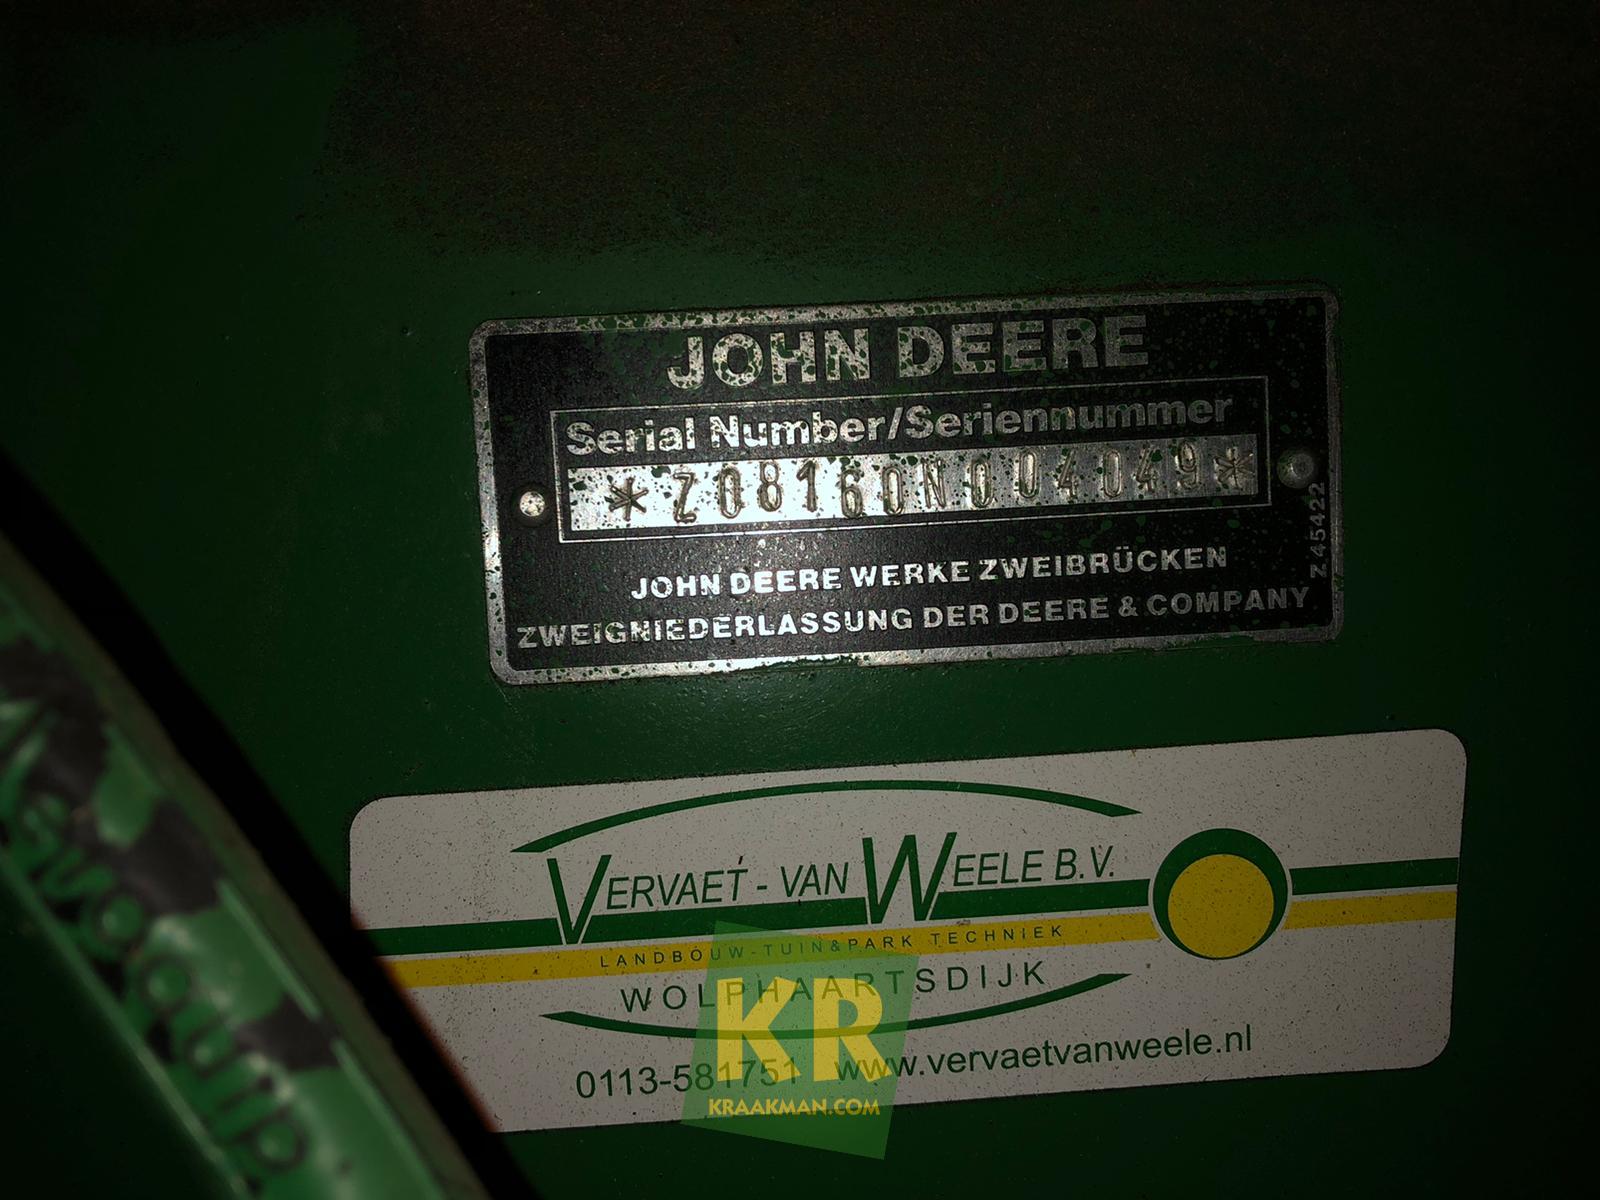 JOHN DEERE
Serial Number/Seriennummer
*Z08160N004049*
JOHN DEERE WERKE ZWEIBRÜCKEN
ZWEIGNIEDERLASSUNG DER DEERE & COMPANY
Z 45422
VERVAET - VAN WEELE B.V.
LANDBOUW-TUIN&PARK TECHNIEK
WOLPHAARTSDIJK
0113-581751 www.vervaetvanweele.nl
KR
KRAAKMAN.COM